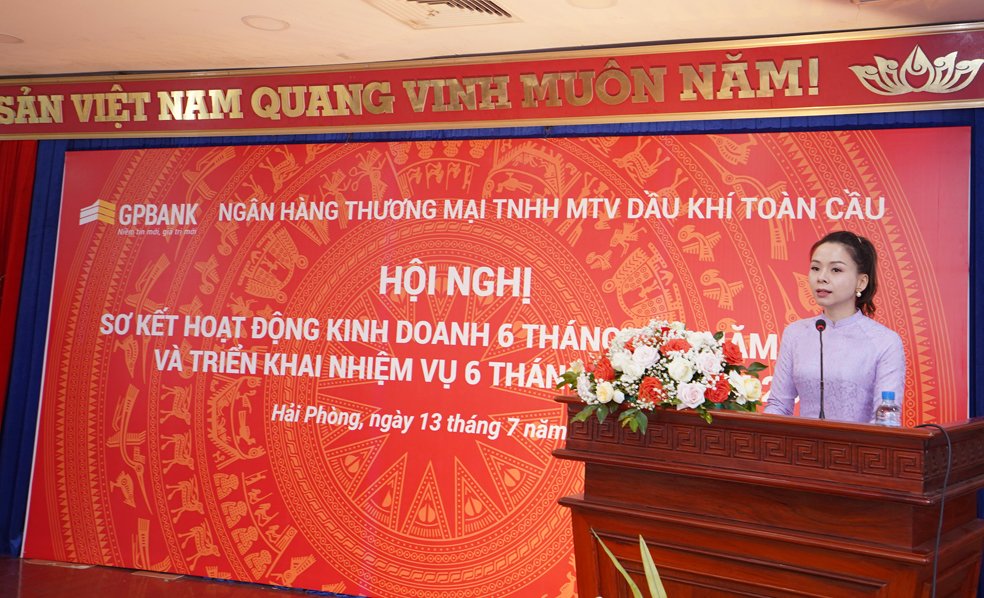 SẢN VIỆT NAM QUANG VINH MUÔN NĂM!
GPBANK
Niềm tin mới, giá trị mới
NGÂN HÀNG THƯƠNG MẠI TNHH MTV DẦU KHÍ TOÀN CẦU
HỘI NGHỊ
SƠ KẾT HOẠT ĐỘNG KINH DOANH 6 THÁNG ĂM
VÀ TRIỂN KHAI NHIỆM VỤ 6 THÁN
Hải Phòng, ngày 13 tháng 7 năm